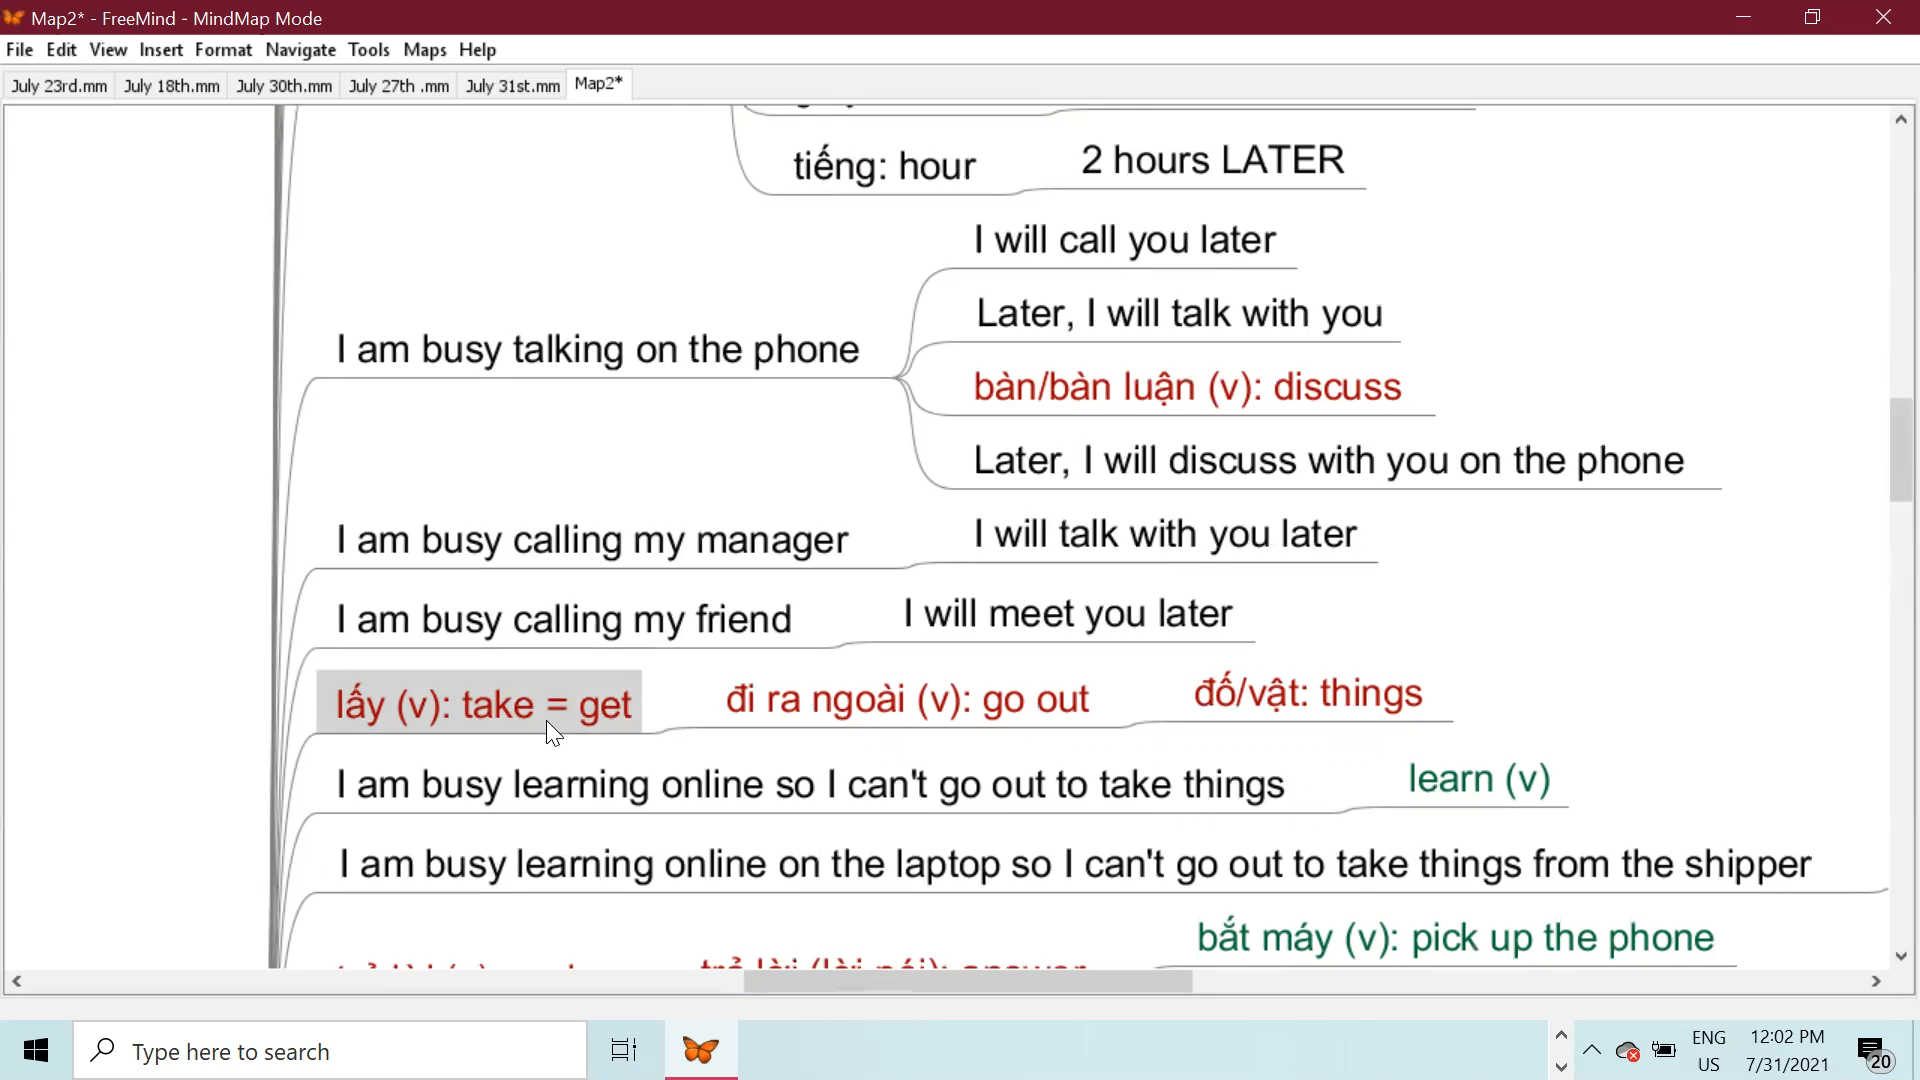 Map2* - FreeMind - MindMap Mode
File Edit View Insert Format Navigate Tools Maps Help
July 23rd.mm July 18th.mm July 30th.mm July 27th .mm July 31st.mm Map2*
tiếng: hour 2 hours LATER
I will call you later
Later, I will talk with you
I am busy talking on the phone
bàn/bàn luận (v): discuss
Later, I will discuss with you on the phone
I am busy calling my manager I will talk with you later
I am busy calling my friend I will meet you later
lấy (v): take = get đi ra ngoài (v): go out đố/vật: things
I am busy learning online so I can't go out to take things learn (v)
I am busy learning online on the laptop so I can't go out to take things from the shipper
bắt máy (v): pick up the phone
Type here to search
ENG
US
12:02 PM
7/31/2021
20